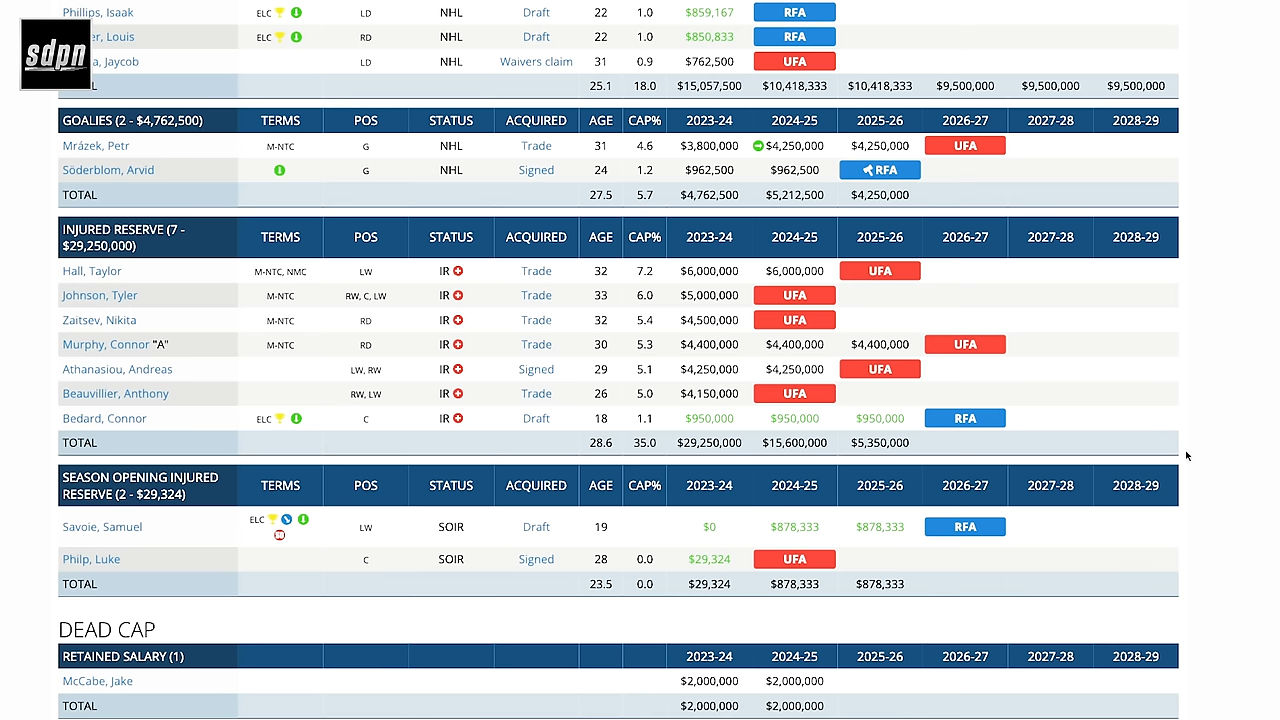 Phillips, Isaak ELC LD NHL Draft 22 1.0 $859,167 RFA
sdpn
er, Louis ELC RD NHL Draft 22 1.0 $850,833 RFA
a, Jaycob LD NHL Waivers claim 31 0.9 $762,500 UFA
25.1 18.0 $15,057,500 $10,418,333 $10,418,333 $9,500,000 $9,500,000 $9,500,000
GOALIES (2 - $4,762,500) TERMS POS STATUS ACQUIRED AGE CAP% 2023-24 2024-25 2025-26 2026-27 2027-28 2028-29
Mrázek, Petr M-NTC G NHL Trade 31 4.6 $3,800,000 $4,250,000 $4,250,000 UFA
Söderblom, Arvid G NHL Signed 24 1.2 $962,500 $962,500 RFA
TOTAL 27.5 5.7 $4,762,500 $5,212,500 $4,250,000
INJURED RESERVE (7 -
$29,250,000) TERMS POS STATUS ACQUIRED AGE CAP% 2023-24 2024-25 2025-26 2026-27 2027-28 2028-29
Hall, Taylor M-NTC, NMC LW IR Trade 32 7.2 $6,000,000 $6,000,000 UFA
Johnson, Tyler M-NTC RW, C, LW IR Trade 33 6.0 $5,000,000 UFA
Zaitsev, Nikita M-NTC RD IR Trade 32 5.4 $4,500,000 UFA
Murphy, Connor "A" M-NTC RD IR Trade 30 5.3 $4,400,000 $4,400,000 $4,400,000 UFA
Athanasiou, Andreas LW, RW IR Signed 29 5.1 $4,250,000 $4,250,000 UFA
Beauvillier, Anthony RW, LW IR Trade 26 5.0 $4,150,000 UFA
Bedard, Connor ELC C IR Draft 18 1.1 $950,000 $950,000 $950,000 RFA
TOTAL 28.6 35.0 $29,250,000 $15,600,000 $5,350,000
SEASON OPENING INJURED
RESERVE (2 - $29,324) TERMS POS STATUS ACQUIRED AGE CAP% 2023-24 2024-25 2025-26 2026-27 2027-28 2028-29
Savoie, Samuel ELC LW SOIR Draft 19 $0 $878,333 $878,333 RFA
Philp, Luke C SOIR Signed 28 0.0 $29,324 UFA
TOTAL 23.5 0.0 $29,324 $878,333 $878,333
DEAD CAP
RETAINED SALARY (1) 2023-24 2024-25 2025-26 2026-27 2027-28 2028-29
McCabe, Jake $2,000,000 $2,000,000
TOTAL $2,000,000 $2,000,000